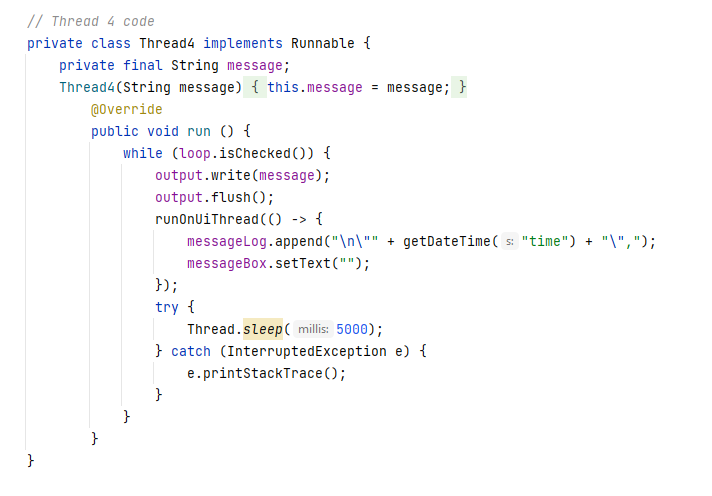 // Thread 4 code
private class Thread4 implements Runnable {
    private final String message;
    Thread4(String message) { this.message = message; }
        @Override
        public void run () {
            while (loop.isChecked()) {
                output.write(message);
                output.flush();
                runOnUiThread(() -> {
                    messageLog.append("\n\"" + getDateTime( s: "time") + "\",");
                    messageBox.setText("");
                });
                try {
                    Thread.sleep( millis: 5000);
                } catch (InterruptedException e) {
                    e.printStackTrace();
                }
            }
        }
}